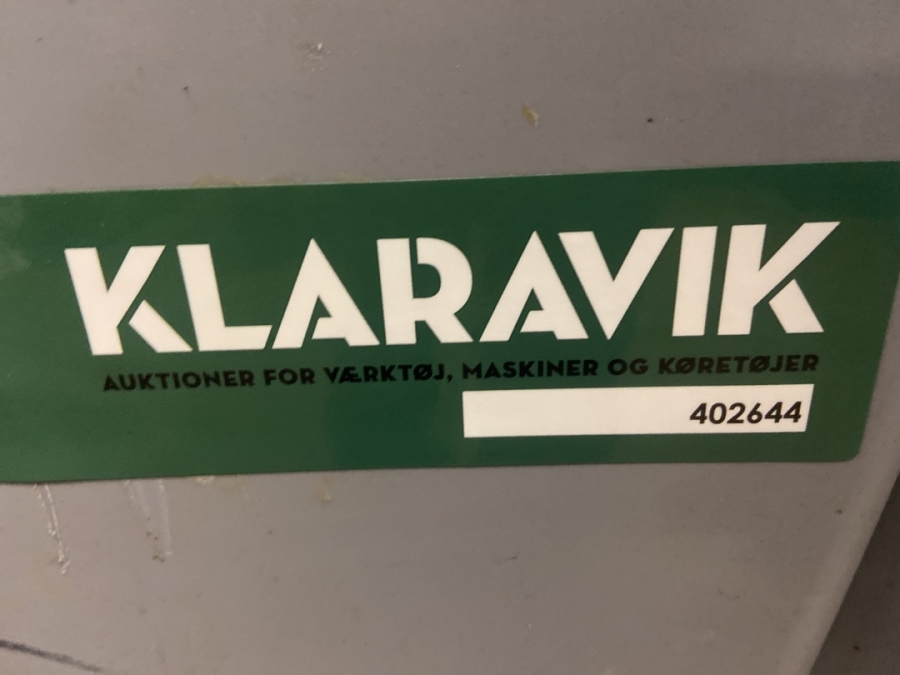 KLARAVIK
AUKTIONER FOR VÆRKTØJ, MASKINER OG KØRETØJER
402644